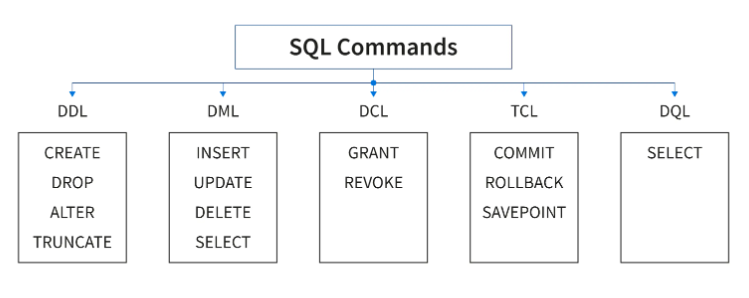 SQL Commands
DDL
DML
DCL
TCL
DQL
CREATE
DROP
ALTER
TRUNCATE
INSERT
UPDATE
DELETE
SELECT
GRANT
REVOKE
COMMIT
ROLLBACK
SAVEPOINT
SELECT